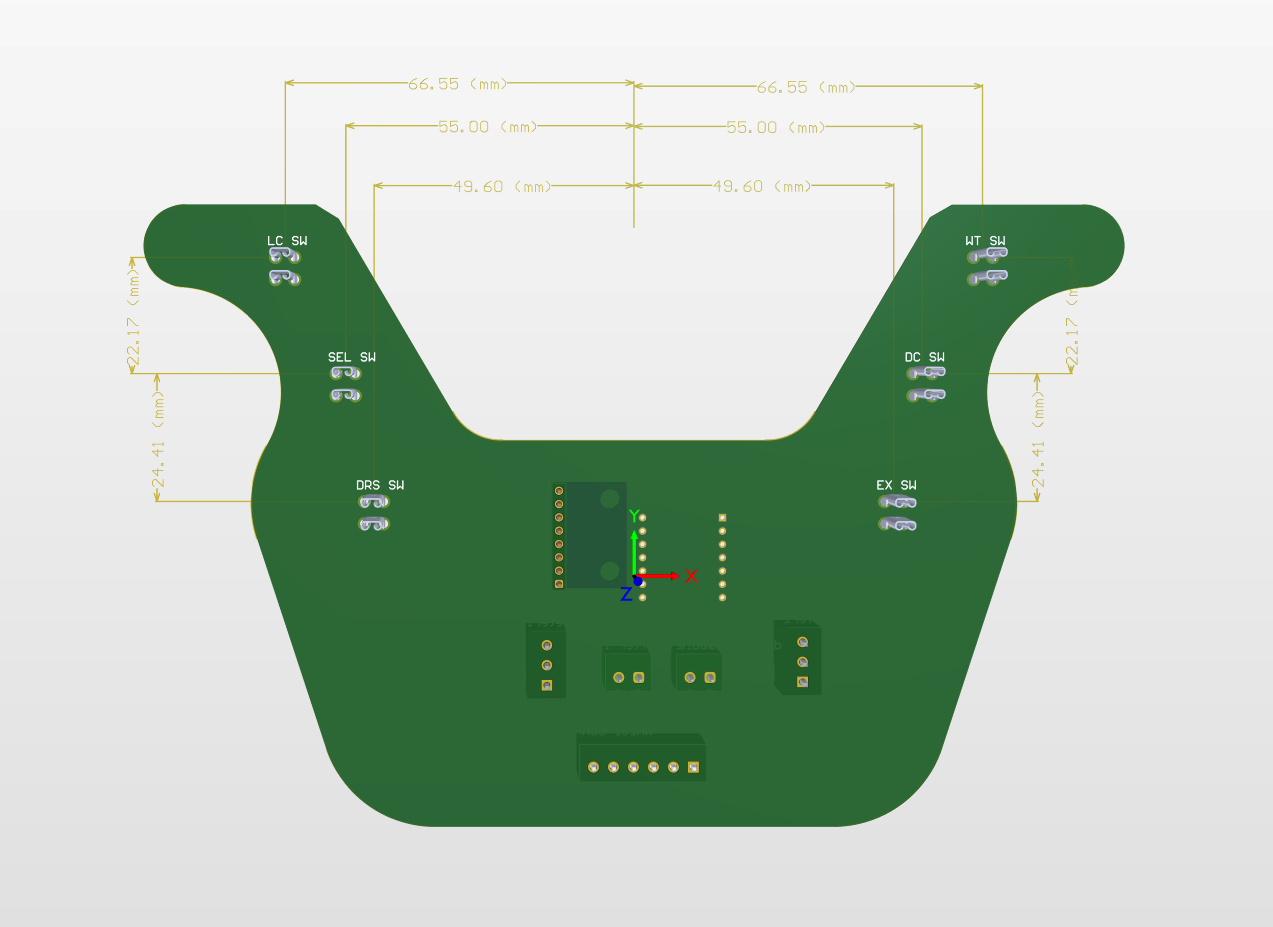 66.55 (mm)
66.55 (mm)
55.00 (mm)
55.00 (mm)
49.60 (mm)
49.60 (mm)
LC SW
WT SW
22.17 (mm)
22.17 (m
SEL SW
DC SW
24.41 (mm)
24.41 (mm)
DRS SW
EX SW
Y
X
Z